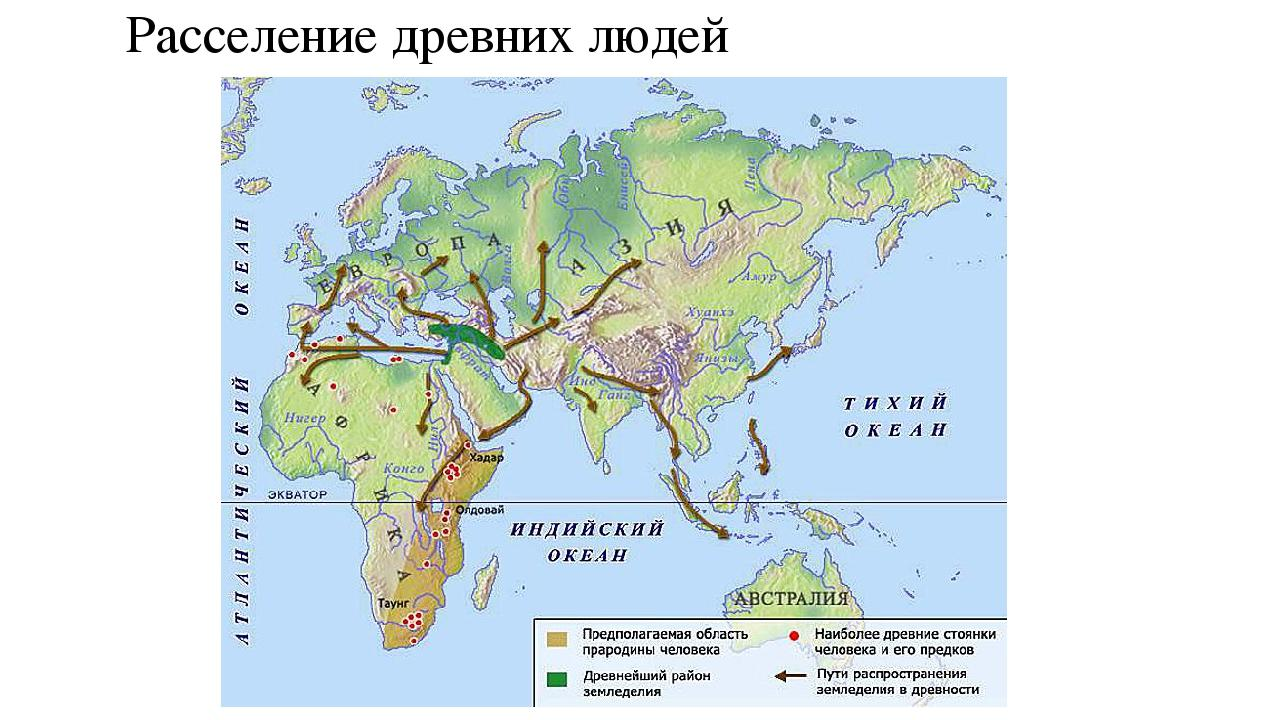 Расселение древних людей
АТЛАНТИЧЕСКИЙ ОКЕАН
ЕВРОПА
АЗИЯ
Обь
Енисей
Лена
Волга
Амур
Хуанхэ
Янцзы
Евфрат
Инд
Ганг
ТИХИЙ
ОКЕАН
АФРИКА
Нигер
Нил
Конго
Хадар
ЭКВАТОР
Олдовай
ИНДИЙСКИЙ
ОКЕАН
Таунг
АВСТРАЛИЯ
Предполагаемая область
прародины человека
Древнейший район
земледелия
Наиболее древние стоянки
человека и его предков
Пути распространения
земледелия в древности